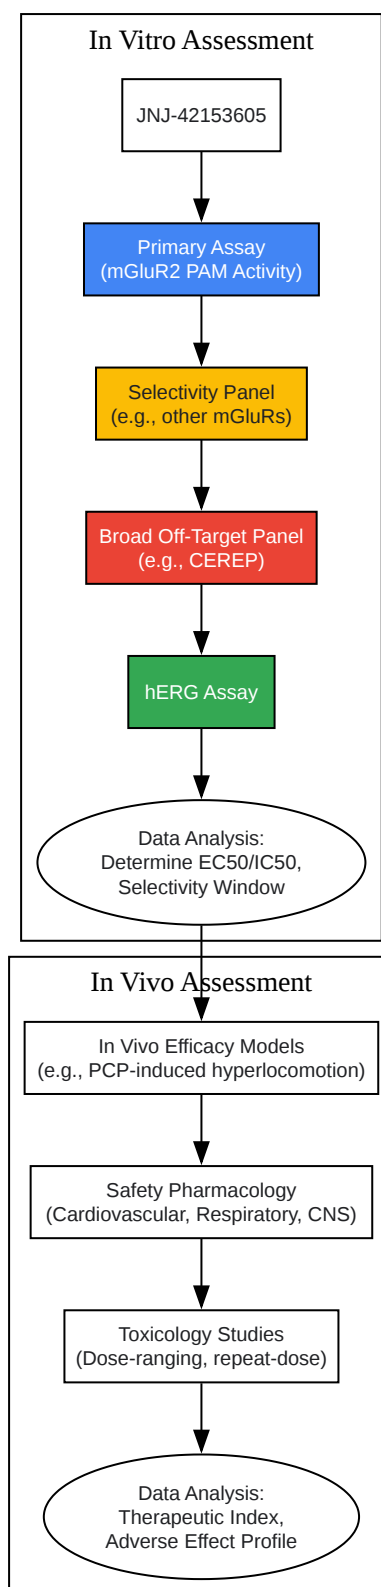 In Vitro Assessment
JNJ-42153605
Primary Assay
(mGluR2 PAM Activity)
Selectivity Panel
(e.g., other mGluRs)
Broad Off-Target Panel
(e.g., CEREP)
hERG Assay
Data Analysis:
Determine EC50/IC50,
Selectivity Window
In Vivo Assessment
In Vivo Efficacy Models
(e.g., PCP-induced hyperlocomotion)
Safety Pharmacology
(Cardiovascular, Respiratory, CNS)
Toxicology Studies
(Dose-ranging, repeat-dose)
Data Analysis:
Therapeutic Index,
Adverse Effect Profile